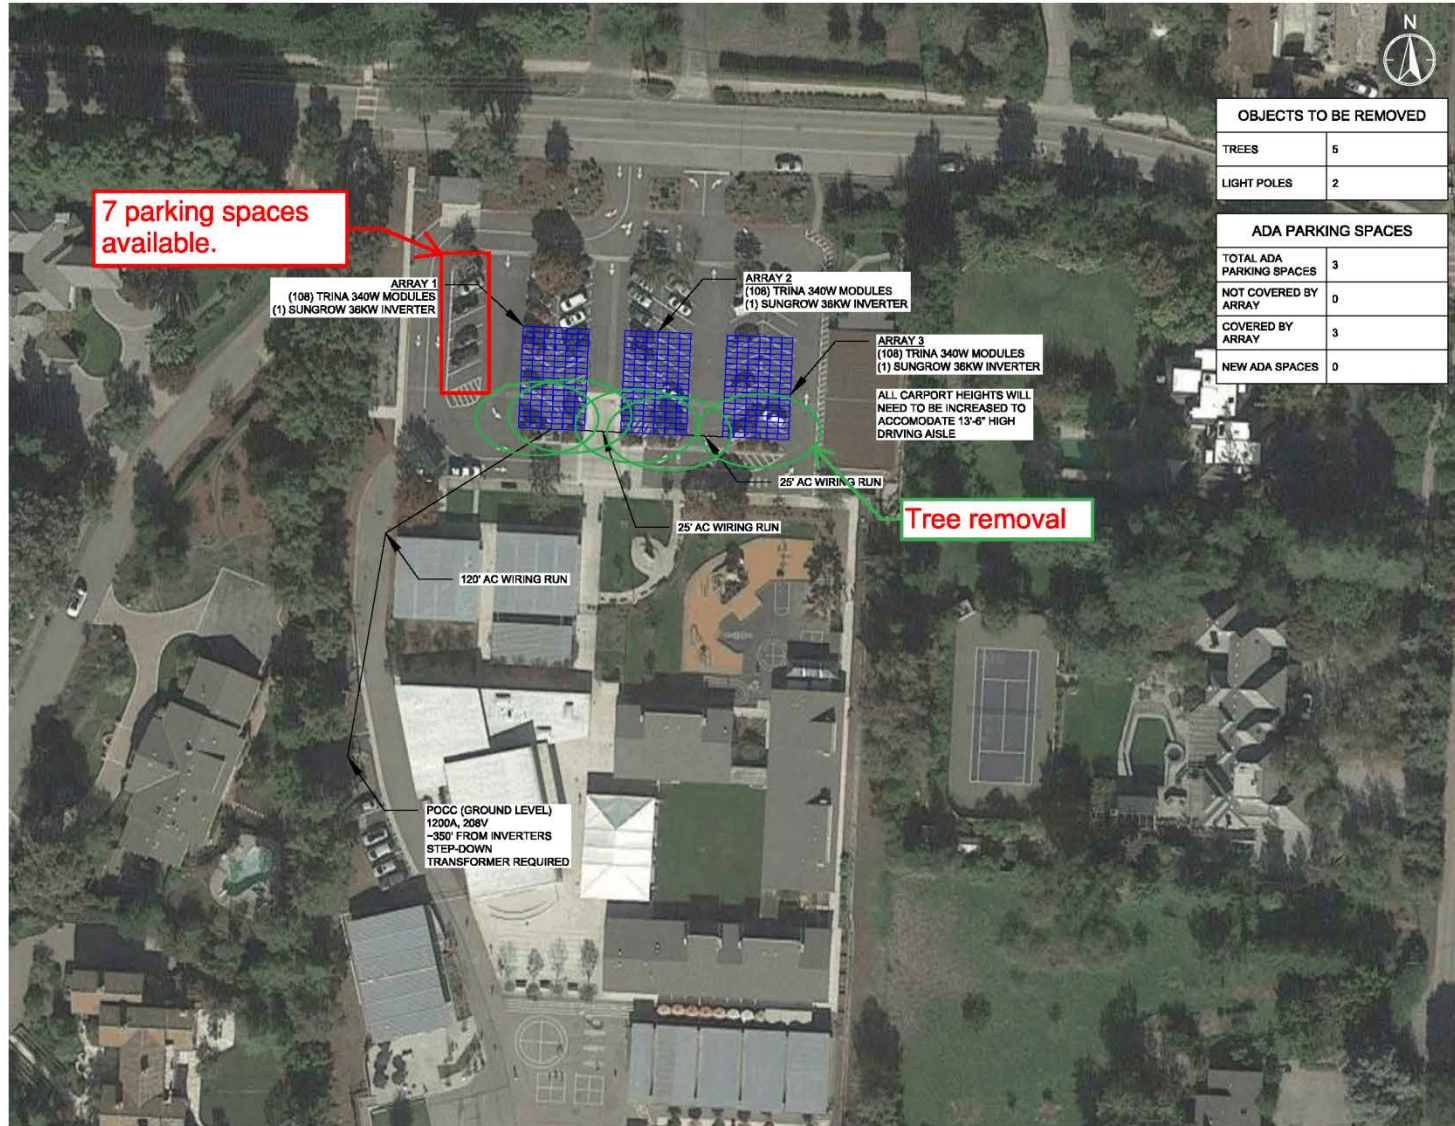 N
OBJECTS TO BE REMOVED
TREES 5
LIGHT POLES 2
7 parking spaces
available.
ADA PARKING SPACES
TOTAL ADA
PARKING SPACES 3
NOT COVERED BY
ARRAY 0
COVERED BY
ARRAY 3
NEW ADA SPACES 0
ARRAY 1
(108) TRINA 340W MODULES
(1) SUNGROW 36KW INVERTER
ARRAY 2
(108) TRINA 340W MODULES
(1) SUNGROW 36KW INVERTER
ARRAY 3
(108) TRINA 340W MODULES
(1) SUNGROW 36KW INVERTER
ALL CARPORT HEIGHTS WILL
NEED TO BE INCREASED TO
ACCOMODATE 13'-6" HIGH
DRIVING AISLE
25' AC WIRING RUN
Tree removal
25' AC WIRING RUN
120' AC WIRING RUN
POCC (GROUND LEVEL)
1200A, 208V
~350' FROM INVERTERS
STEP-DOWN
TRANSFORMER REQUIRED